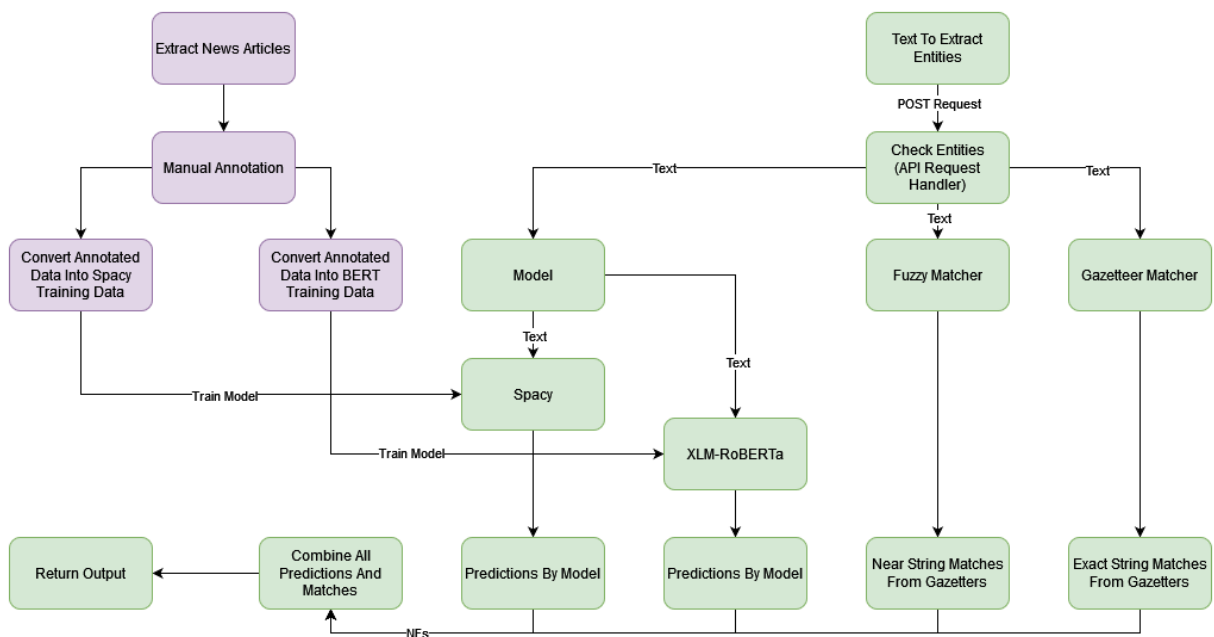 Extract News Articles
Text To Extract
Entities
POST Request
Manual Annotation
Check Entities
(API Request
Handler)
Text
Text
Text
Convert Annotated
Data Into Spacy
Training Data
Convert Annotated
Data Into BERT
Training Data
Model
Fuzzy Matcher
Gazetteer Matcher
Text
Text
Spacy
Train Model
XLM-RoBERTa
Train Model
Return Output
Combine All
Predictions And
Matches
Predictions By Model
Predictions By Model
Near String Matches
From Gazetters
Exact String Matches
From Gazetters
NEs